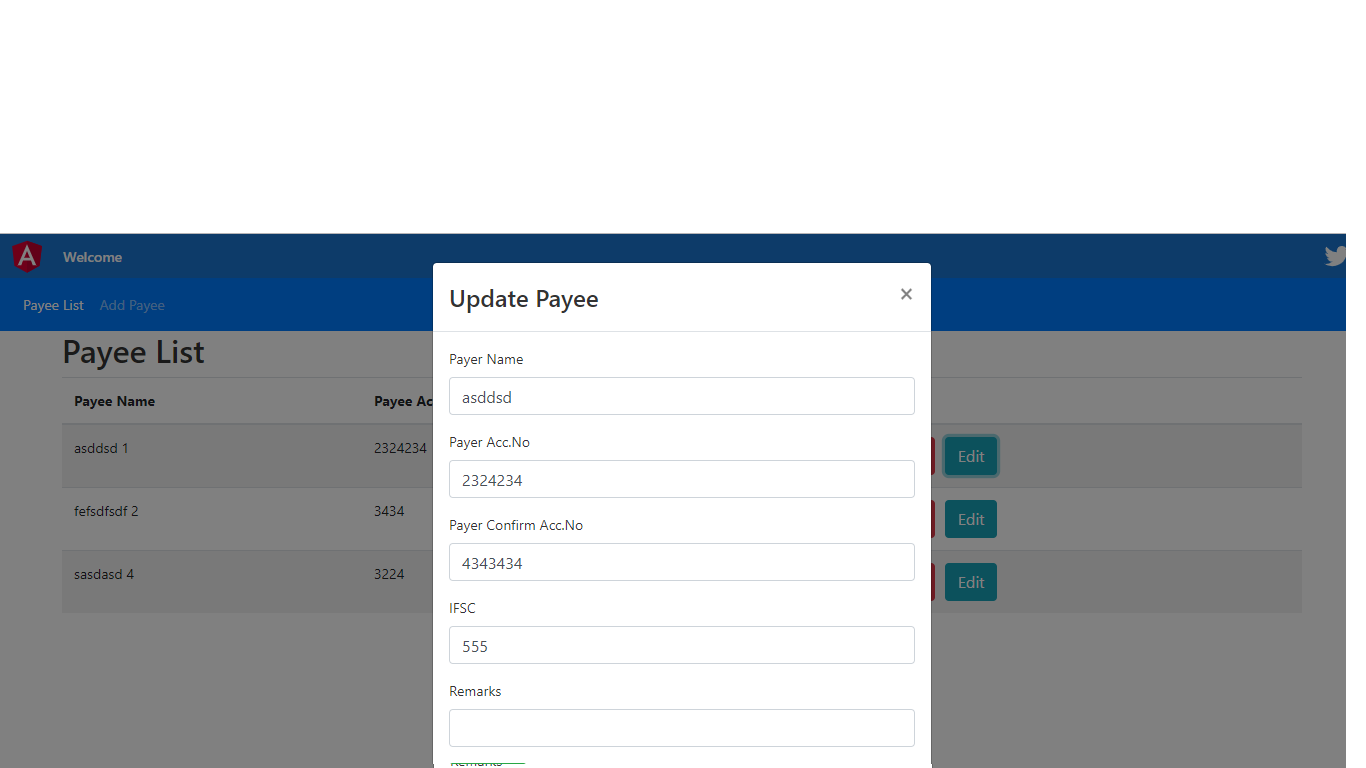 Welcome
Payee List Add Payee
Update Payee ×
Payee List
Payee Name Payee Ac
asddsd 1 2324234 Edit
fefsdfsdf 2 3434 Edit
sasdasd 4 3224 Edit
Payer Name
asddsd
Payer Acc.No
2324234
Payer Confirm Acc.No
4343434
IFSC
555
Remarks
Remarks